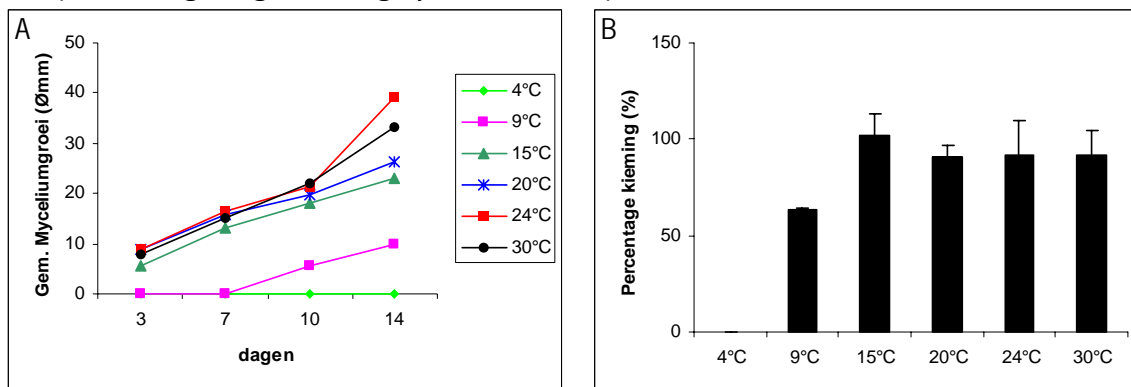 A
50
40
30
20
10
0
Gem. Myceliumgroei (Ømm)
3 7 10 14
dagen
4°C
9°C
15°C
20°C
24°C
30°C
B
150
100
50
0
Percentage kieming (%)
4°C 9°C 15°C 20°C 24°C 30°C